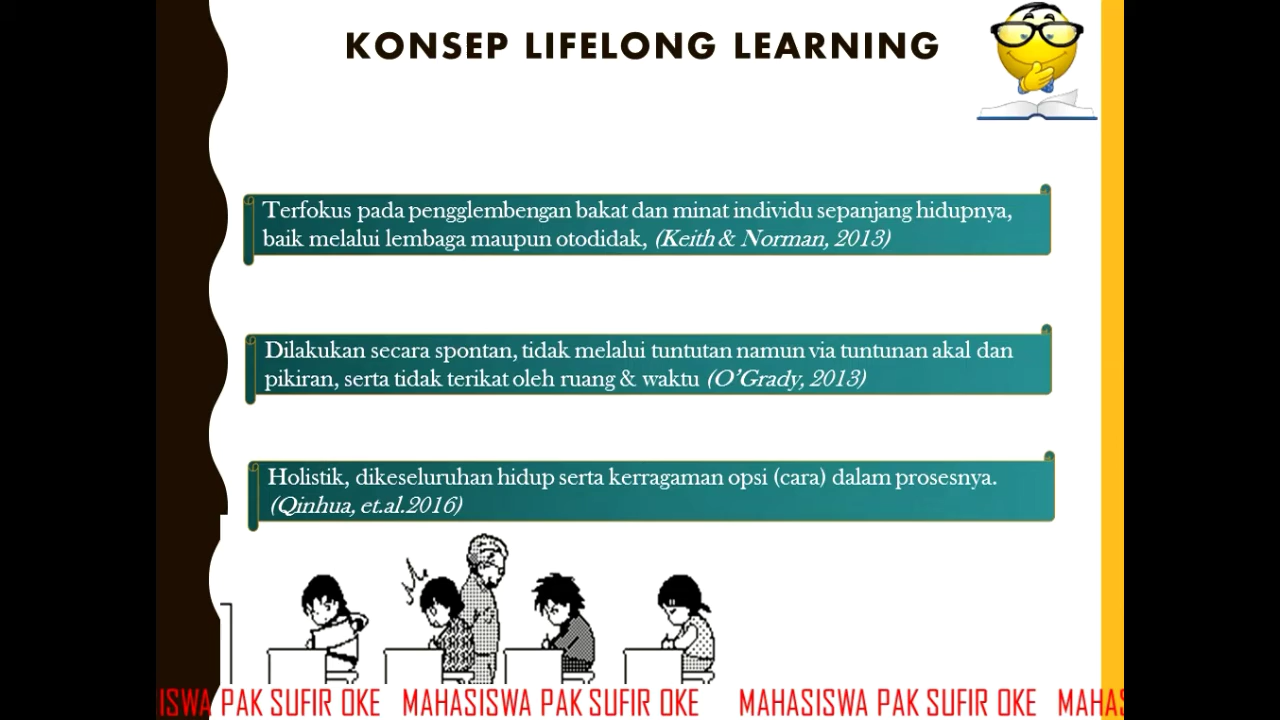 KONSEP LIFELONG LEARNING
Terfokus pada pengglembengan bakat dan minat individu sepanjang hidupnya,
baik melalui lembaga maupun otodidak, (Keith & Norman, 2013)
Dilakukan secara spontan, tidak melalui tuntutan namun via tuntunan akal dan
pikiran, serta tidak terikat oleh ruang & waktu (O'Grady, 2013)
Holistik, dikeseluruhan hidup serta kerragaman opsi (cara) dalam prosesnya.
(Qinhua, et.al.2016)
ISWA PAK SUFIR OKE MAHASISWA PAK SUFIR OKE MAHASISWA PAK SUFIR OKE MAHAS